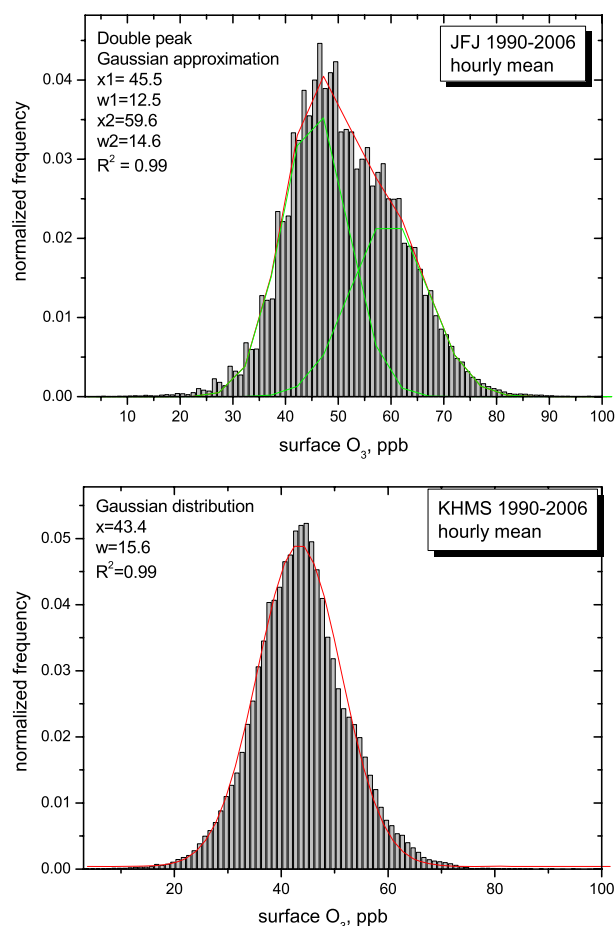 Double peak
Gaussian approximation
x1= 45.5
w1=12.5
x2=59.6
w2=14.6
R² = 0.99
JFJ 1990-2006
hourly mean
normalized frequency
0.04
0.03
0.02
0.01
0.00
10 20 30 40 50 60 70 80 90 100
surface O₃, ppb
Gaussian distribution
x=43.4
w=15.6
R²=0.99
KHMS 1990-2006
hourly mean
normalized frequency
0.05
0.04
0.03
0.02
0.01
0.00
20 40 60 80 100
surface O₃, ppb